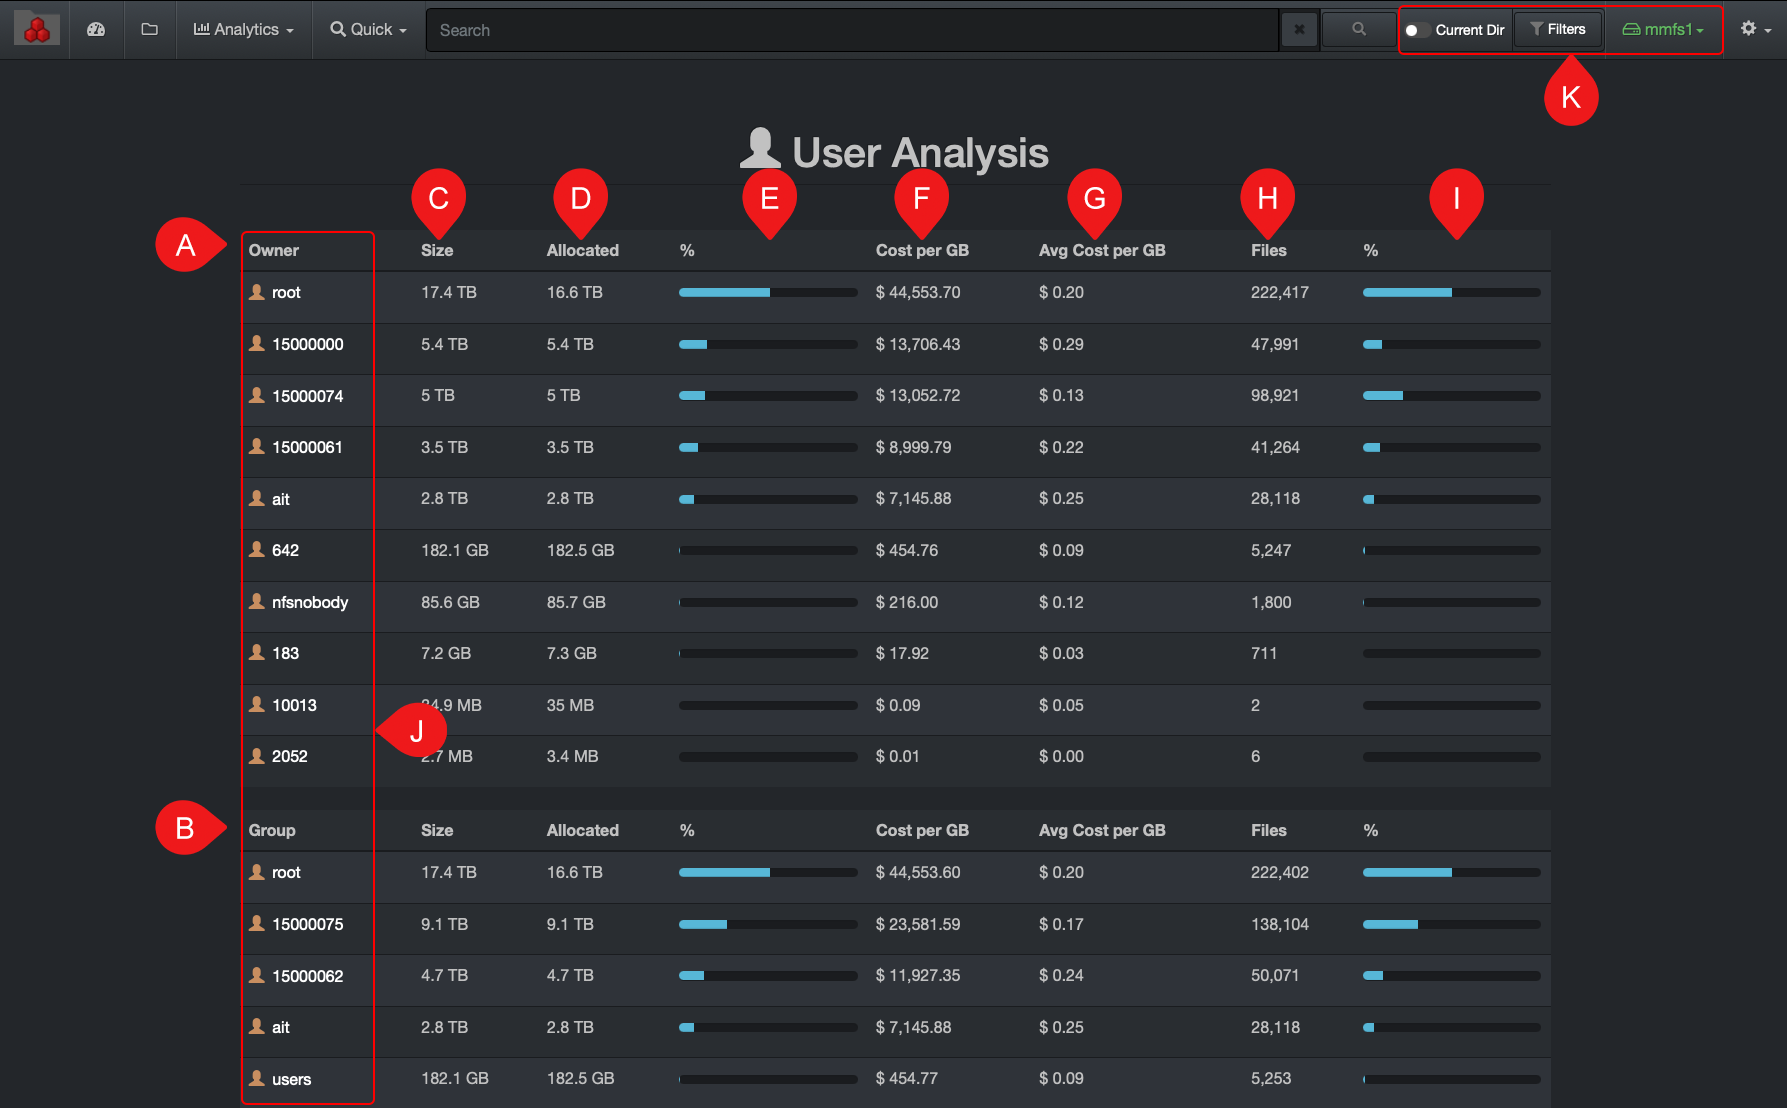 Analytics Quick Search Current Dir Filters mmfs1
K
User Analysis
C D E F G H I
A
Owner Size Allocated % Cost per GB Avg Cost per GB Files %
root 17.4 TB 16.6 TB $ 44,553.70 $ 0.20 222,417
15000000 5.4 TB 5.4 TB $ 13,706.43 $ 0.29 47,991
15000074 5 TB 5 TB $ 13,052.72 $ 0.13 98,921
15000061 3.5 TB 3.5 TB $ 8,999.79 $ 0.22 41,264
ait 2.8 TB 2.8 TB $ 7,145.88 $ 0.25 28,118
642 182.1 GB 182.5 GB $ 454.76 $ 0.09 5,247
nfsnobody 85.6 GB 85.7 GB $ 216.00 $ 0.12 1,800
183 7.2 GB 7.3 GB $ 17.92 $ 0.03 711
10013 34.9 MB 35 MB $ 0.09 $ 0.05 2
J
2052 2.7 MB 3.4 MB $ 0.01 $ 0.00 6
B
Group Size Allocated % Cost per GB Avg Cost per GB Files %
root 17.4 TB 16.6 TB $ 44,553.60 $ 0.20 222,402
15000075 9.1 TB 9.1 TB $ 23,581.59 $ 0.17 138,104
15000062 4.7 TB 4.7 TB $ 11,927.35 $ 0.24 50,071
ait 2.8 TB 2.8 TB $ 7,145.88 $ 0.25 28,118
users 182.1 GB 182.5 GB $ 454.77 $ 0.09 5,253